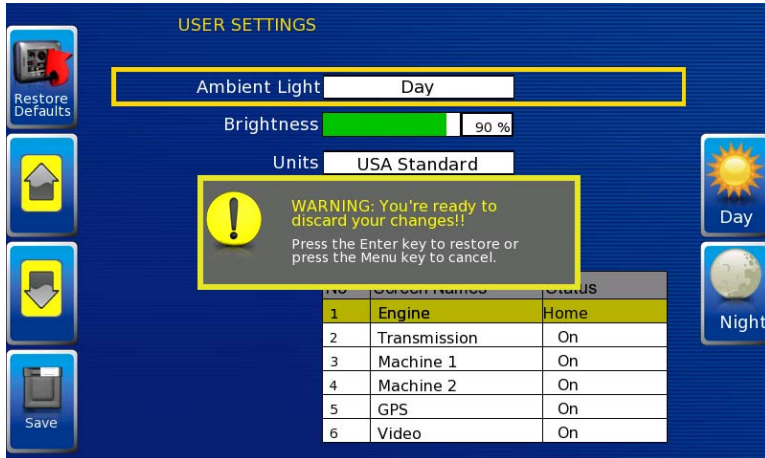 USER SETTINGS
Restore
Defaults
Ambient Light Day
Brightness 90 %
Units USA Standard
WARNING: You're ready to
discard your changes!!
Press the Enter key to restore or
press the Menu key to cancel.
Day
Night
No Screen Names Status
1 Engine Home
2 Transmission On
3 Machine 1 On
4 Machine 2 On
5 GPS On
6 Video On
Save